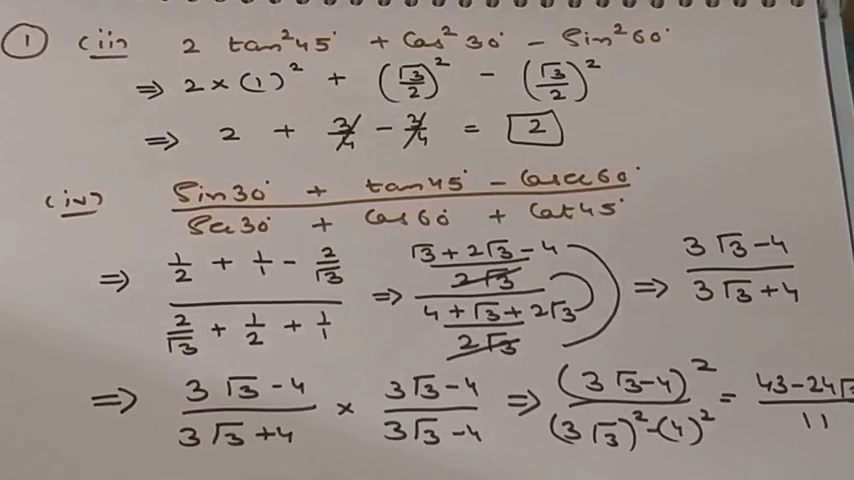 ① (iii) 2 tan²45° + Cos²30° - Sin²60°
⇒ 2 × (1)² + (√3/2)² - (√3/2)²
⇒ 2 + 3/4 - 3/4 = 2
(iv) (Sin30° + tan45° - Cosec60°)/(Sec30° + Cos60° + Cot45°)
⇒ (1/2 + 1/1 - 2/√3)/(2/√3 + 1/2 + 1/1) ⇒ ((√3 + 2√3 - 4)/2√3)/((4 + √3 + 2√3)/2√3) ⇒ (3√3 - 4)/(3√3 + 4)
⇒ (3√3 - 4)/(3√3 + 4) × (3√3 - 4)/(3√3 - 4) ⇒ (3√3 - 4)²/((3√3)² - (4)²) = (43 - 24√3)/11